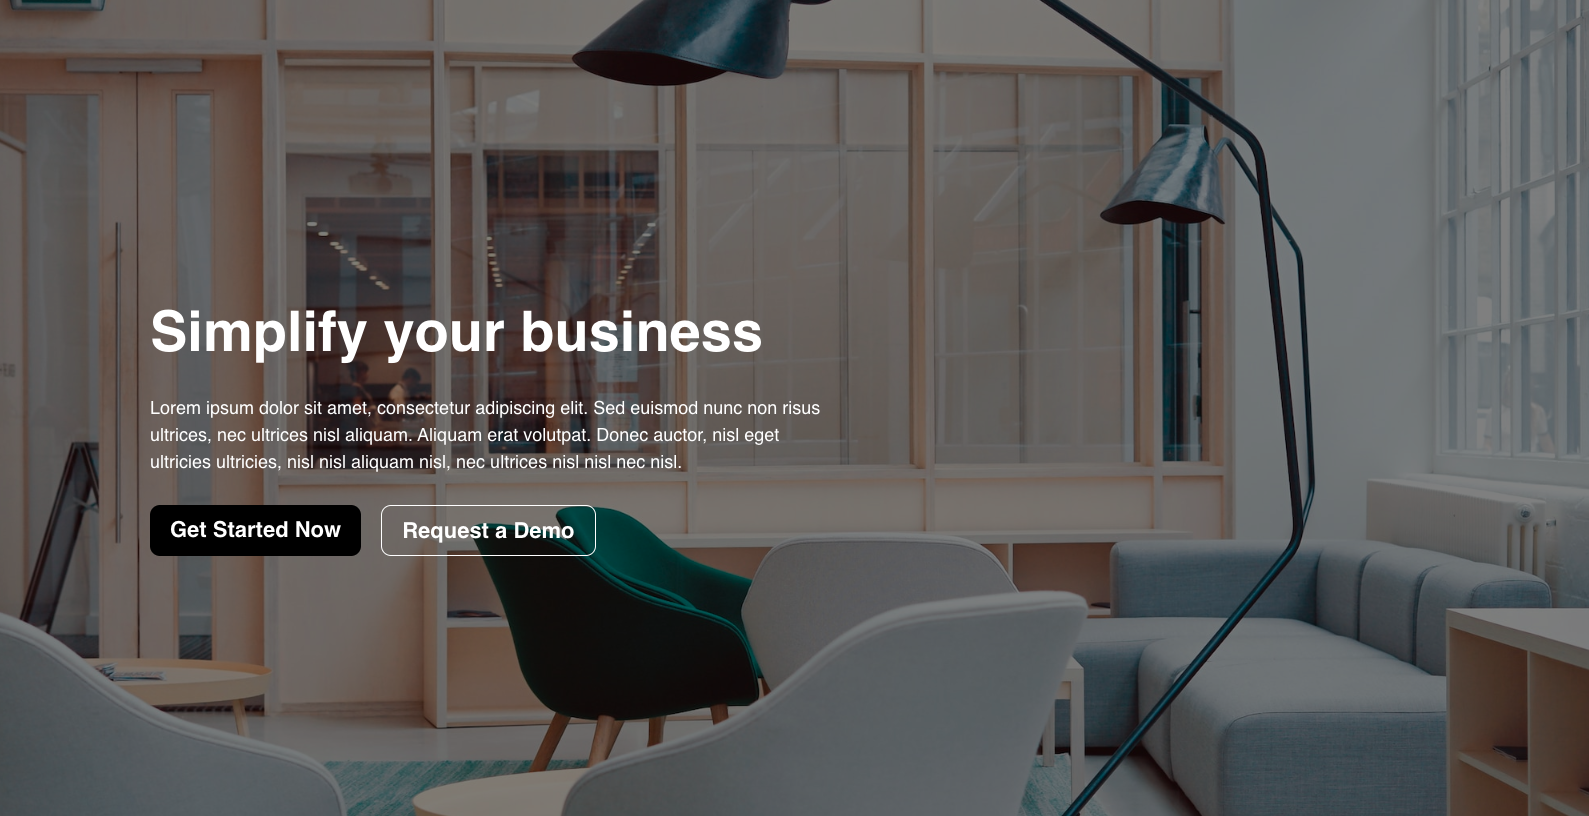 Simplify your business
Lorem ipsum dolor sit amet, consectetur adipiscing elit. Sed euismod nunc non risus
ultrices, nec ultrices nisl aliquam. Aliquam erat volutpat. Donec auctor, nisl eget
ultricies ultricies, nisl nisl aliquam nisl, nec ultrices nisl nisl nec nisl.
Get Started Now
Request a Demo